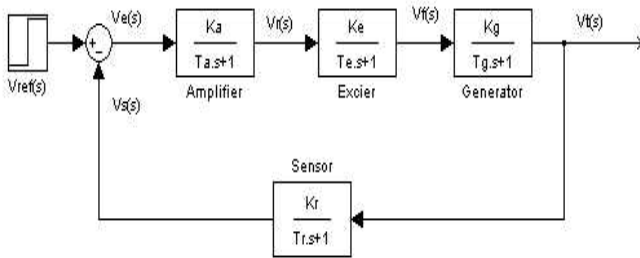 Ve(s)
Vr(s)
Vf(s)
Vt(s)
+
-
Ka
Ta.s+1
Ke
Te.s+1
Kg
Tg.s+1
Vref(s)
Amplifier
Excier
Generator
Vs(s)
Sensor
Kr
Tr.s+1